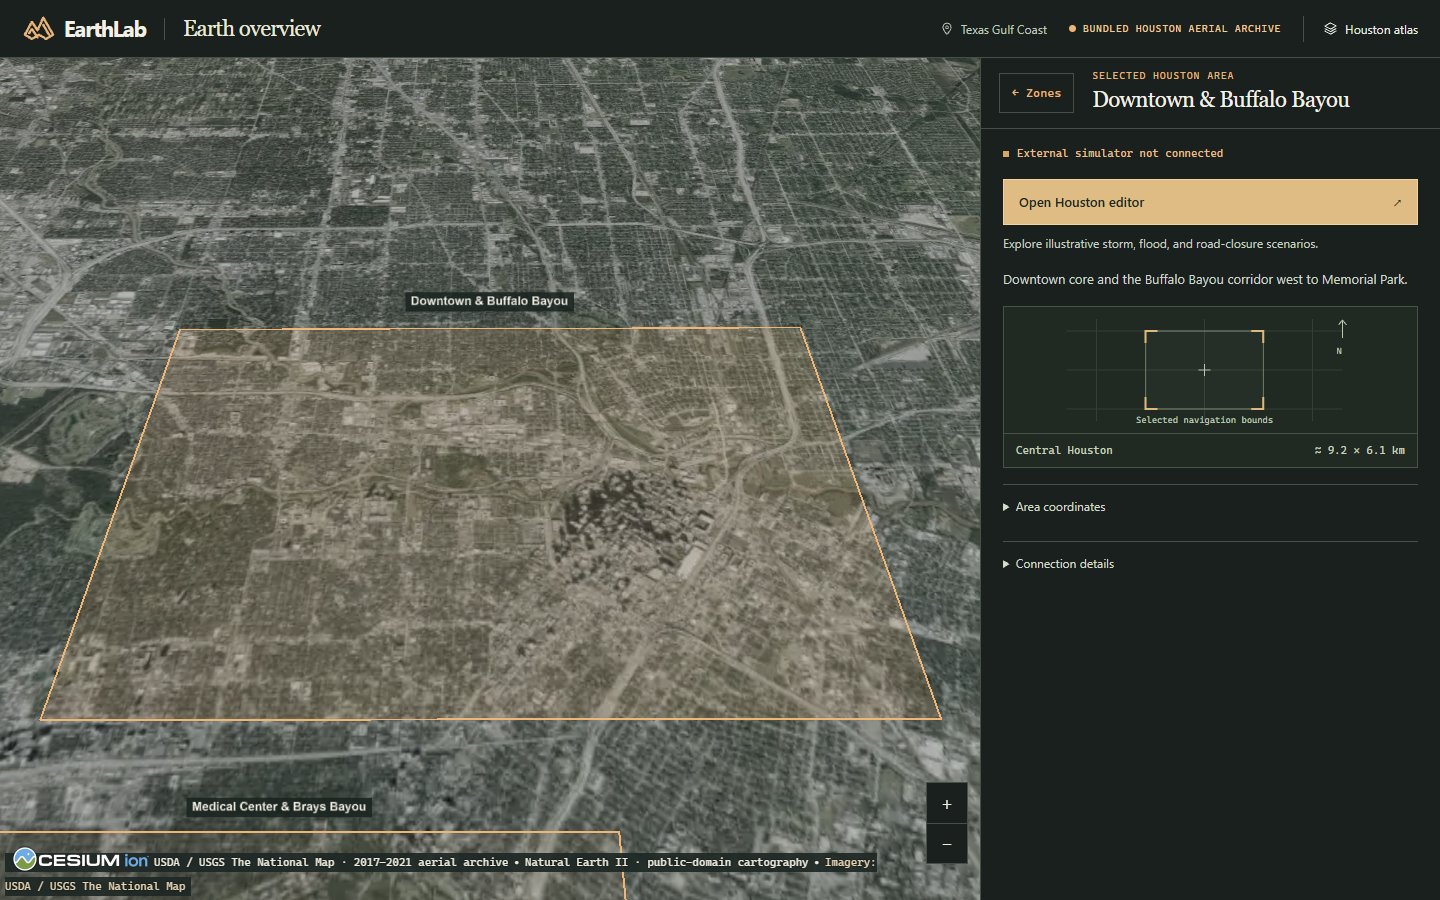 EarthLab
Earth overview
Texas Gulf Coast
BUNDLED HOUSTON AERIAL ARCHIVE
Houston atlas
← Zones
SELECTED HOUSTON AREA
Downtown & Buffalo Bayou
External simulator not connected
Open Houston editor ↗
Explore illustrative storm, flood, and road-closure scenarios.
Downtown core and the Buffalo Bayou corridor west to Memorial Park.
N
Selected navigation bounds
Central Houston
≈ 9.2 × 6.1 km
Area coordinates
Connection details
Downtown & Buffalo Bayou
Medical Center & Brays Bayou
+
−
CESIUM ion USDA / USGS The National Map · 2017–2021 aerial archive • Natural Earth II · public-domain cartography • Imagery:
USDA / USGS The National Map